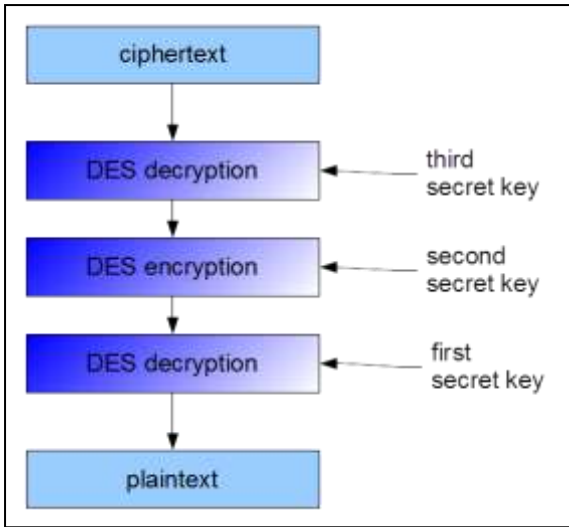 ciphertext
DES decryption
third
secret key
DES encryption
second
secret key
DES decryption
first
secret key
plaintext